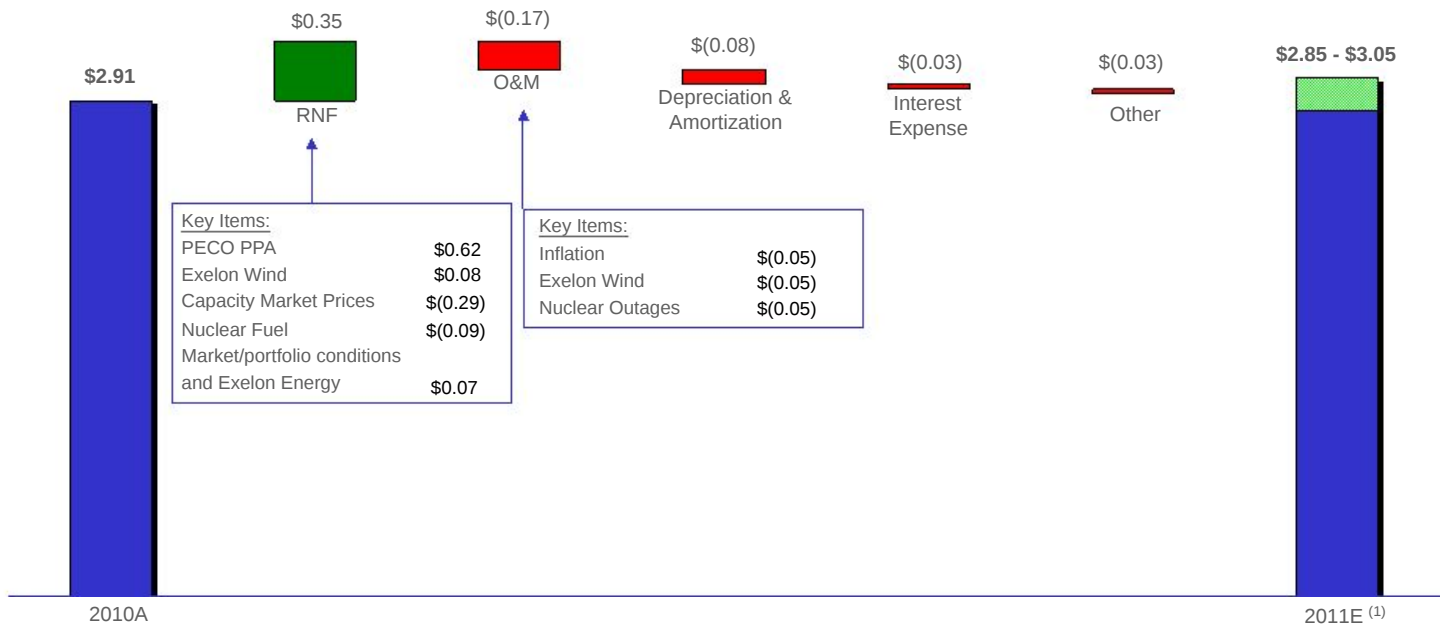 $2.91
2010A
$0.35
RNF
$(0.17)
O&M
$(0.08)
Depreciation &
Amortization
$(0.03)
Interest
Expense
$(0.03)
Other
$2.85 - $3.05
2011E (1)
Key Items:
PECO PPA $0.62
Exelon Wind $0.08
Capacity Market Prices $(0.29)
Nuclear Fuel $(0.09)
Market/portfolio conditions
and Exelon Energy $0.07
Key Items:
Inflation $(0.05)
Exelon Wind $(0.05)
Nuclear Outages $(0.05)